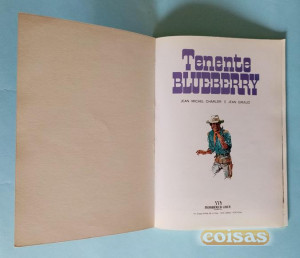 Tenente
BLUEBERRY
JEAN MICHEL CHARLIER E JEAN GIRAUD
coisas